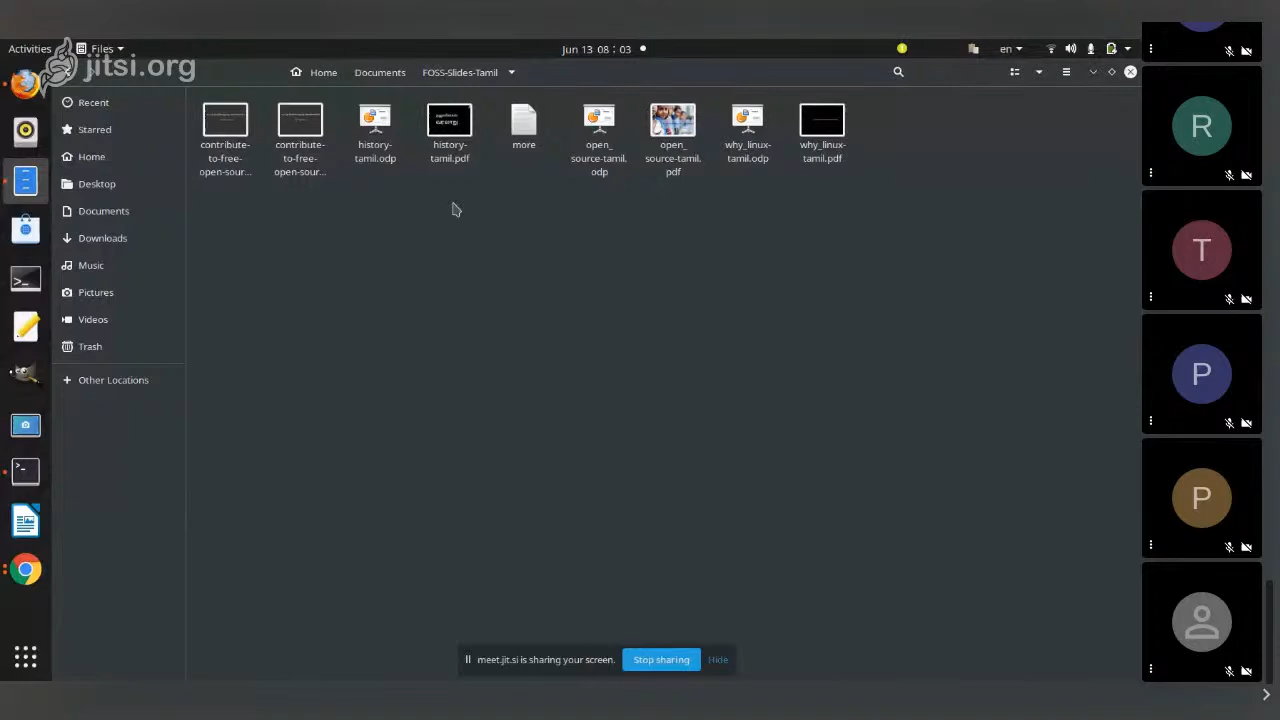 Activities
Files
Jun 13 08:03
en
jitsi.org
Home
Documents
FOSS-Slides-Tamil
Recent
Starred
Home
Desktop
Documents
Downloads
Music
Pictures
Videos
Trash
Other Locations
contribute-
to-free-
open-sour...
contribute-
to-free-
open-sour...
history-
tamil.odp
history-
tamil.pdf
more
open_
source-tamil.
odp
open_
source-tamil.
pdf
why_linux-
tamil.odp
why_linux-
tamil.pdf
meet.jit.si is sharing your screen.
Stop sharing
Hide
R
T
P
P